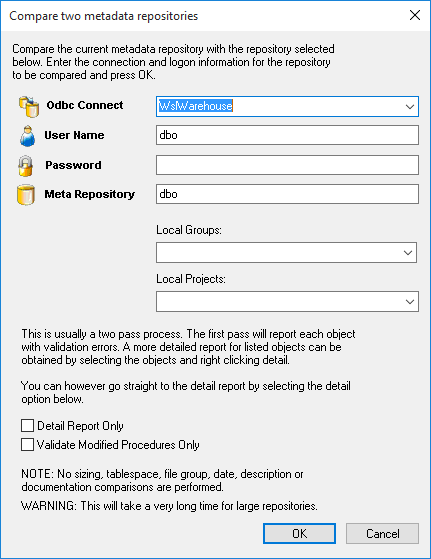 Compare two metadata repositories
Compare the current metadata repository with the repository selected
below. Enter the connection and logon information for the repository
to be compared and press OK.
Odbc Connect WslWarehouse
User Name dbo
Password
Meta Repository dbo
Local Groups:
Local Projects:
This is usually a two pass process. The first pass will report each object
with validation errors. A more detailed report for listed objects can be
obtained by selecting the objects and right clicking detail.
You can however go straight to the detail report by selecting the detail
option below.
Detail Report Only
Validate Modified Procedures Only
NOTE: No sizing, tablespace, file group, date, description or
documentation comparisons are performed.
WARNING: This will take a very long time for large repositories.
OK Cancel